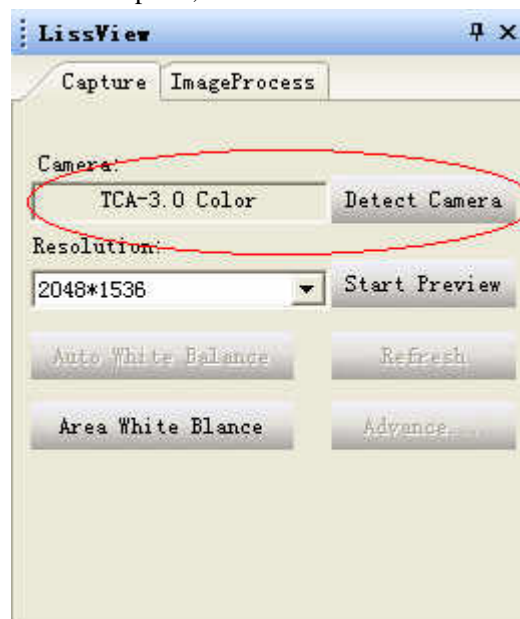 LissView
Capture ImageProcess
Camera:
TCA-3.0 Color Detect Camera
Resolution:
2048*1536 Start Preview
Auto White Balance Refresh
Area White Blance Advance...